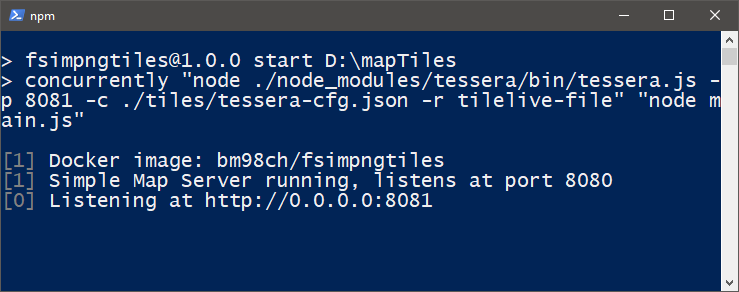 npm
> fsimpngtiles@1.0.0 start D:\mapTiles
> concurrently "node ./node_modules/tessera/bin/tessera.js -
p 8081 -c ./tiles/tessera-cfg.json -r tilelive-file" "node m
ain.js"
[1] Docker image: bm98ch/fsimpngtiles
[1] Simple Map Server running, listens at port 8080
[0] Listening at http://0.0.0.0:8081